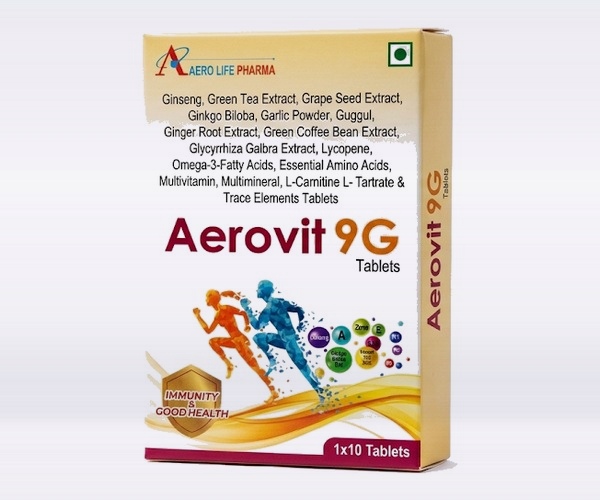 AERO LIFE PHARMA
Ginseng, Green Tea Extract, Grape Seed Extract,
Ginkgo Biloba, Garlic Powder, Guggul,
Ginger Root Extract, Green Coffee Bean Extract,
Glycyrrhiza Galbra Extract, Lycopene,
Omega-3-Fatty Acids, Essential Amino Acids,
Multivitamin, Multimineral, L-Carnitine L- Tartrate &
Trace Elements Tablets
Aerovit 9G
Tablets
A
E
IMMUNITY
&
GOOD HEALTH
1x10 Tablets
Aerovit 9G
Tablets